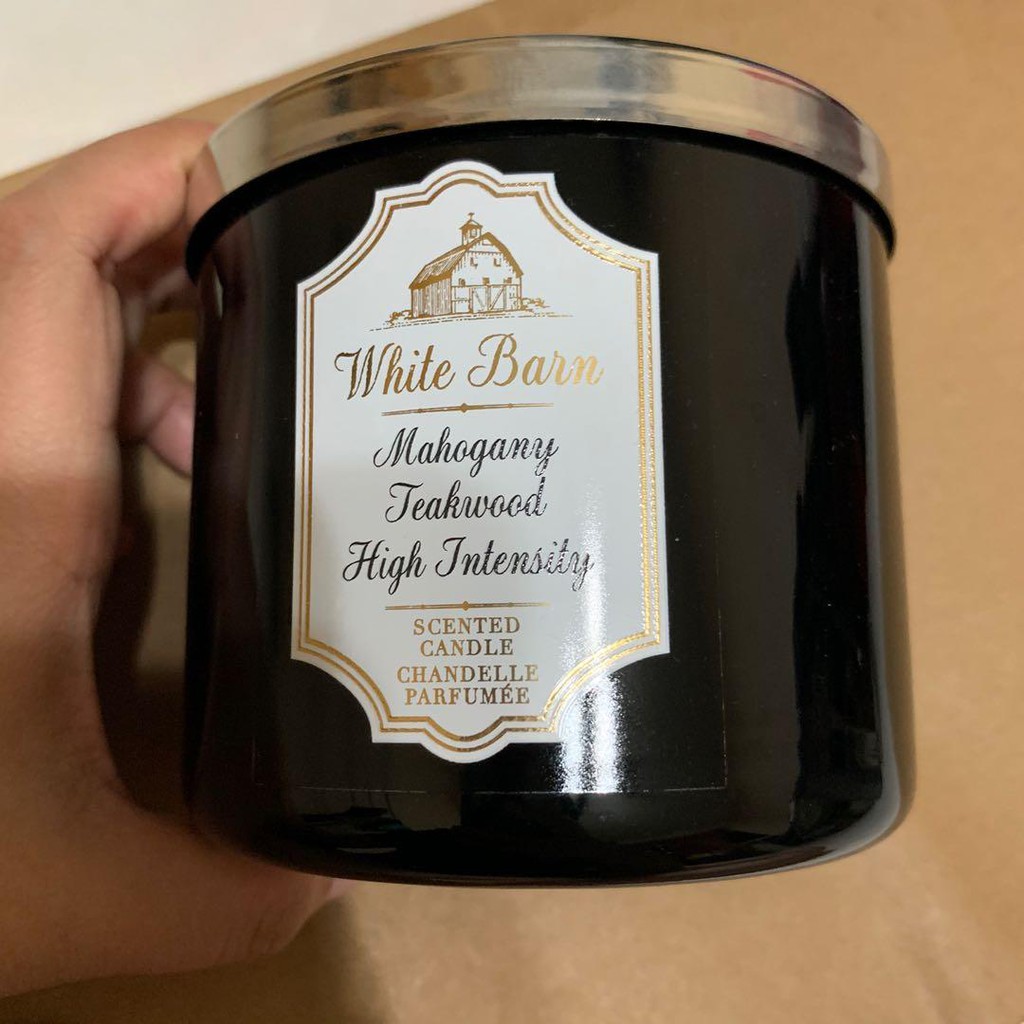 White Barn
Mahogany
Teakwood
High Intensity
SCENTED
CANDLE
CHANDELLE
PARFUMÉE